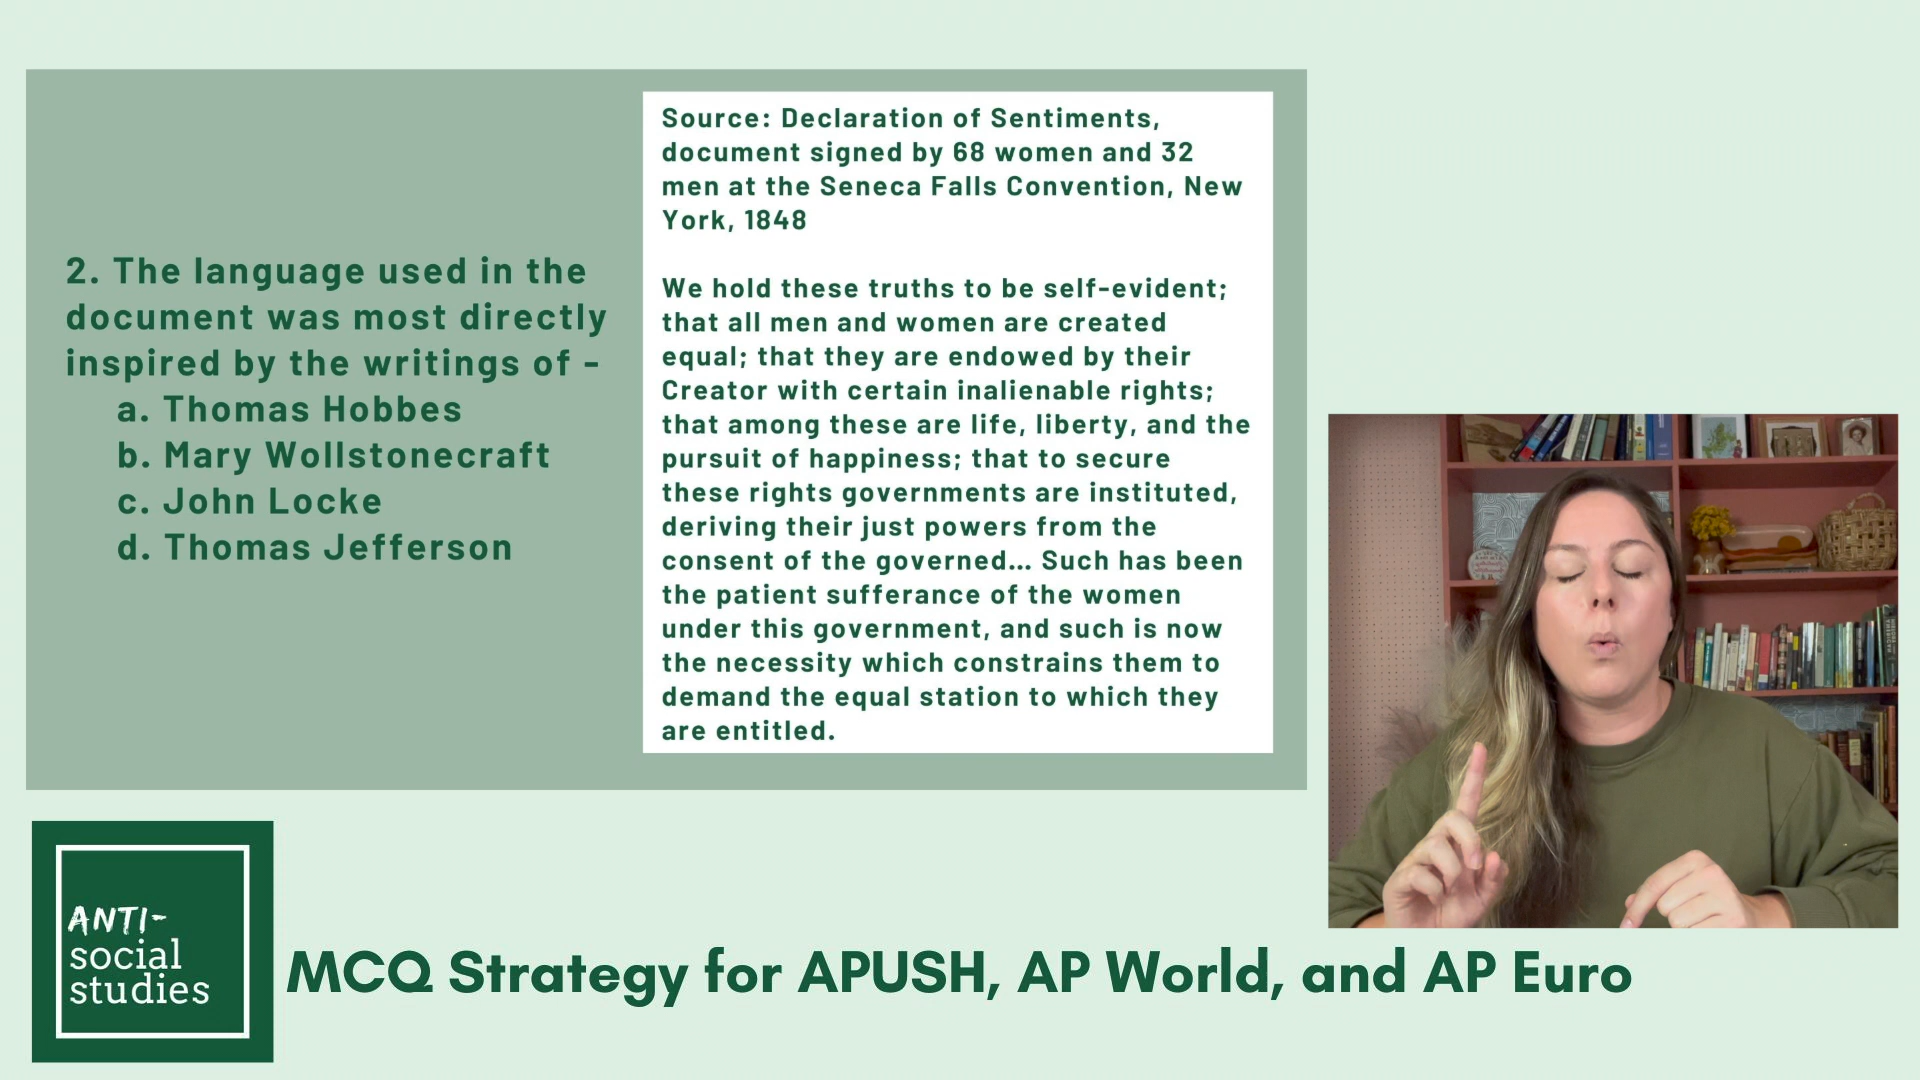 2. The language used in the
document was most directly
inspired by the writings of -
a. Thomas Hobbes
b. Mary Wollstonecraft
c. John Locke
d. Thomas Jefferson
Source: Declaration of Sentiments,
document signed by 68 women and 32
men at the Seneca Falls Convention, New
York, 1848
We hold these truths to be self-evident;
that all men and women are created
equal; that they are endowed by their
Creator with certain inalienable rights;
that among these are life, liberty, and the
pursuit of happiness; that to secure
these rights governments are instituted,
deriving their just powers from the
consent of the governed... Such has been
the patient sufferance of the women
under this government, and such is now
the necessity which constrains them to
demand the equal station to which they
are entitled.
ANTI-
social
studies
MCQ Strategy for APUSH, AP World, and AP Euro